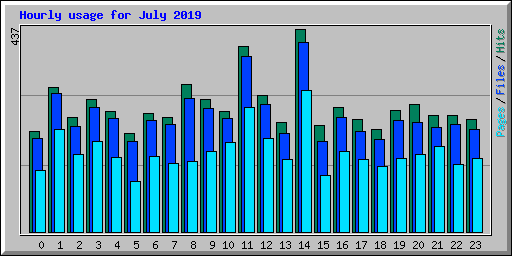 Hourly usage for July 2019
437
Pages/Files/Hits
0 1 2 3 4 5 6 7 8 9 10 11 12 13 14 15 16 17 18 19 20 21 22 23